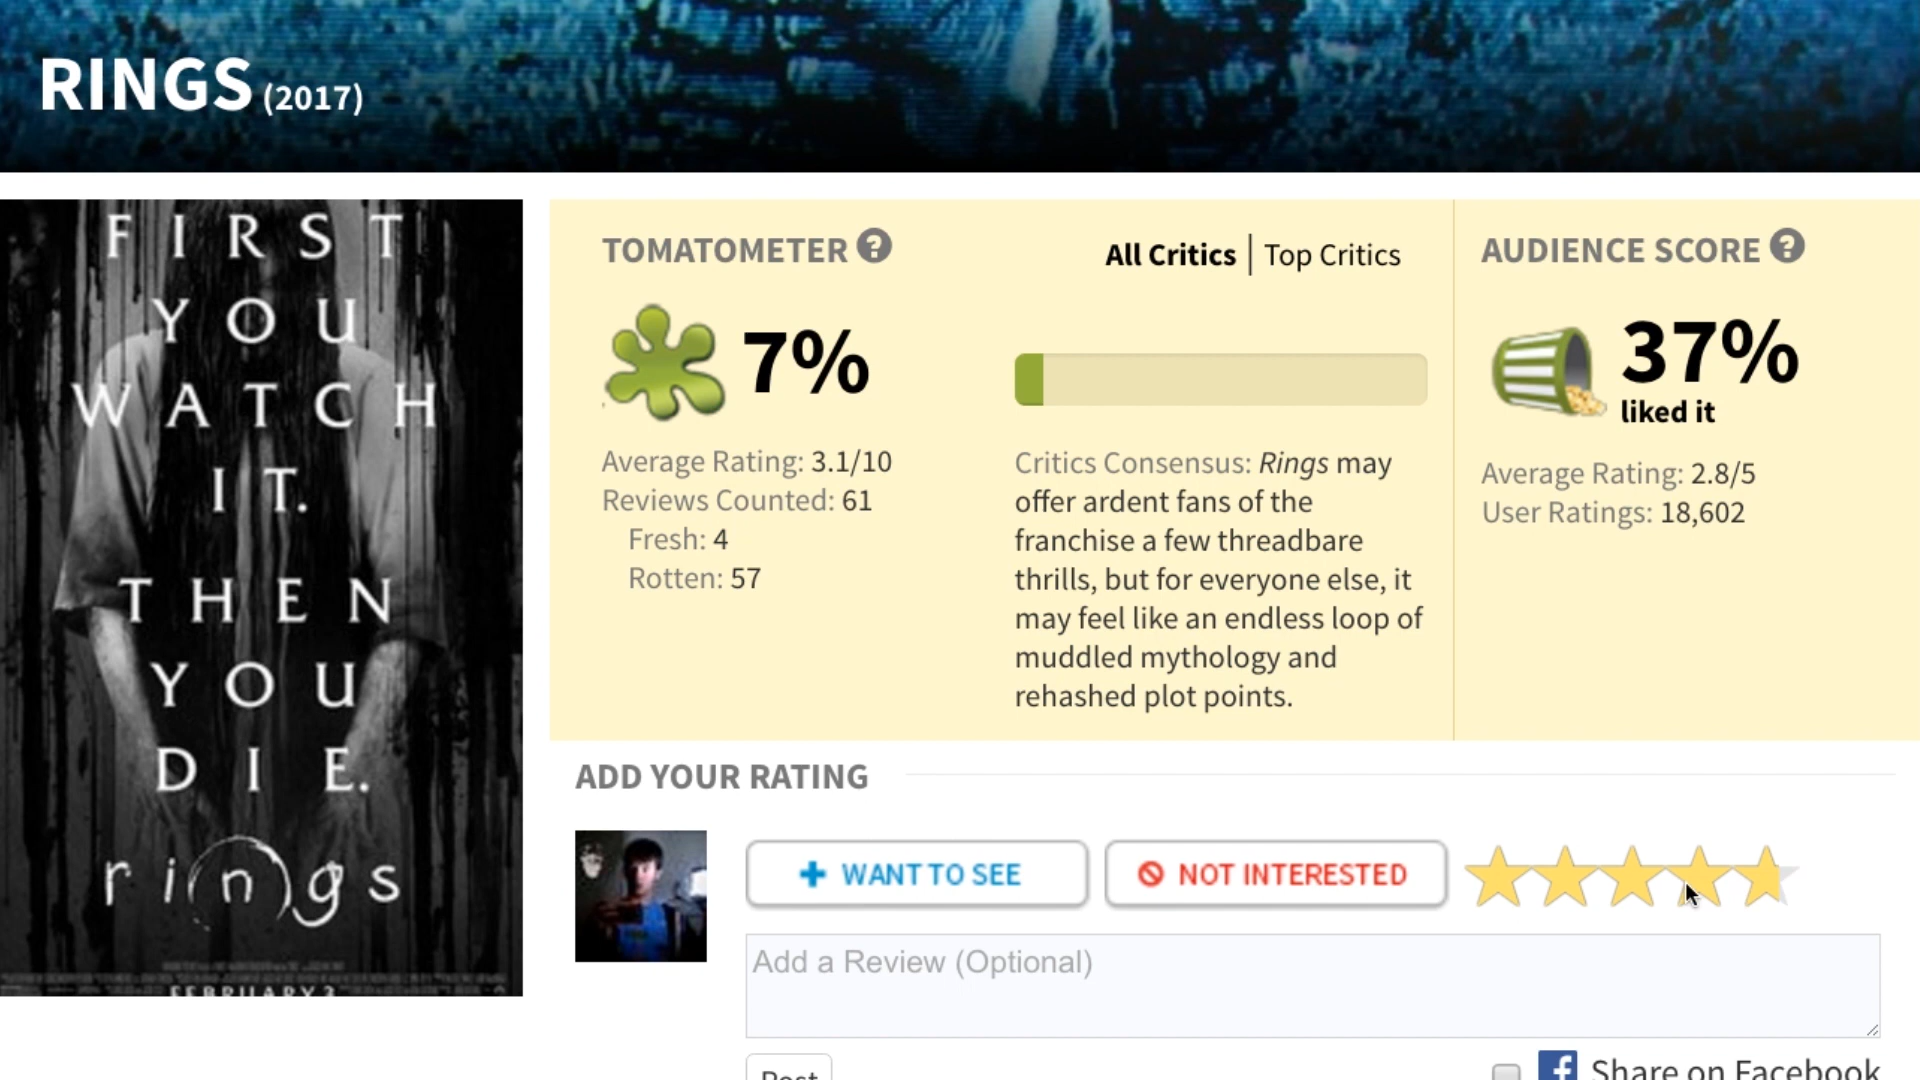 RINGS (2017)
FIRST
YOU
WATCH
IT.
THEN
YOU
DIE.
rings
FEBRUARY 3
TOMATOMETER ?
All Critics | Top Critics
7%
Average Rating: 3.1/10
Reviews Counted: 61
Fresh: 4
Rotten: 57
Critics Consensus: Rings may
offer ardent fans of the
franchise a few threadbare
thrills, but for everyone else, it
may feel like an endless loop of
muddled mythology and
rehashed plot points.
AUDIENCE SCORE ?
37%
liked it
Average Rating: 2.8/5
User Ratings: 18,602
ADD YOUR RATING
WANT TO SEE
NOT INTERESTED
Add a Review (Optional)
Post
f Share on Facebook